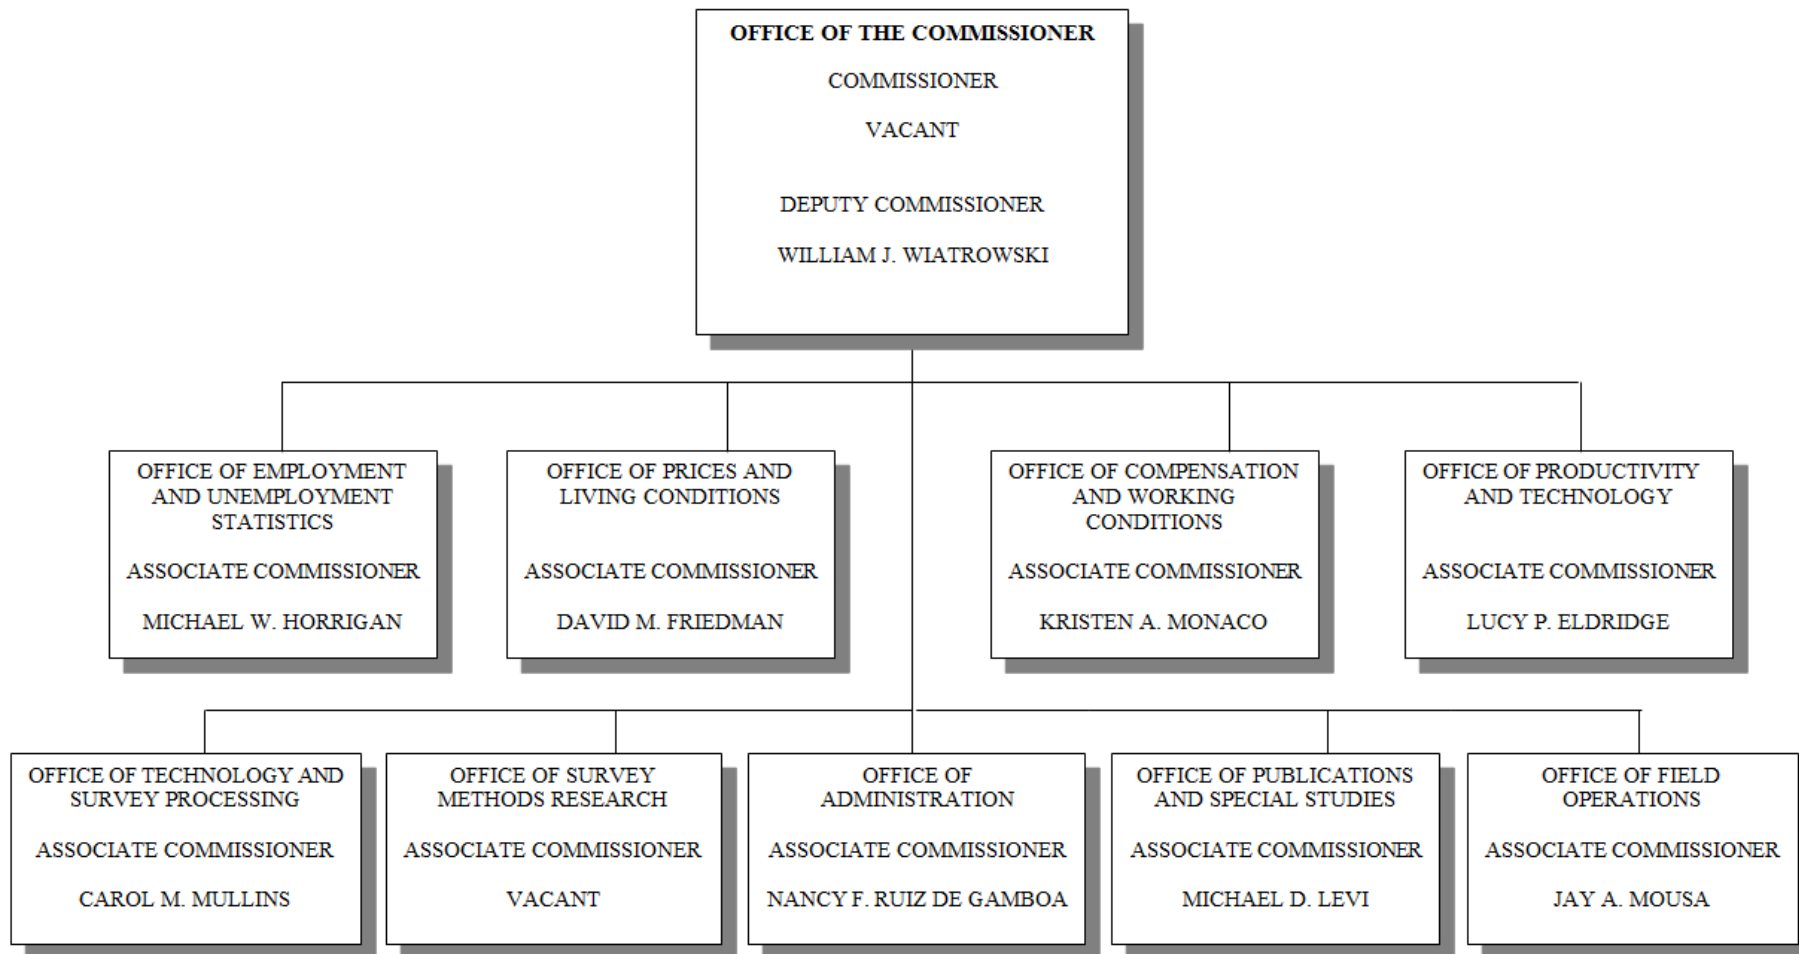 OFFICE OF THE COMMISSIONER
COMMISSIONER
VACANT
DEPUTY COMMISSIONER
WILLIAM J. WIATROWSKI
OFFICE OF EMPLOYMENT
AND UNEMPLOYMENT
STATISTICS
ASSOCIATE COMMISSIONER
MICHAEL W. HORRIGAN
OFFICE OF PRICES AND
LIVING CONDITIONS
ASSOCIATE COMMISSIONER
DAVID M. FRIEDMAN
OFFICE OF COMPENSATION
AND WORKING
CONDITIONS
ASSOCIATE COMMISSIONER
KRISTEN A. MONACO
OFFICE OF PRODUCTIVITY
AND TECHNOLOGY
ASSOCIATE COMMISSIONER
LUCY P. ELDRIDGE
OFFICE OF TECHNOLOGY AND
SURVEY PROCESSING
ASSOCIATE COMMISSIONER
CAROL M. MULLINS
OFFICE OF SURVEY
METHODS RESEARCH
ASSOCIATE COMMISSIONER
VACANT
OFFICE OF
ADMINISTRATION
ASSOCIATE COMMISSIONER
NANCY F. RUIZ DE GAMBOA
OFFICE OF PUBLICATIONS
AND SPECIAL STUDIES
ASSOCIATE COMMISSIONER
MICHAEL D. LEVI
OFFICE OF FIELD
OPERATIONS
ASSOCIATE COMMISSIONER
JAY A. MOUSA